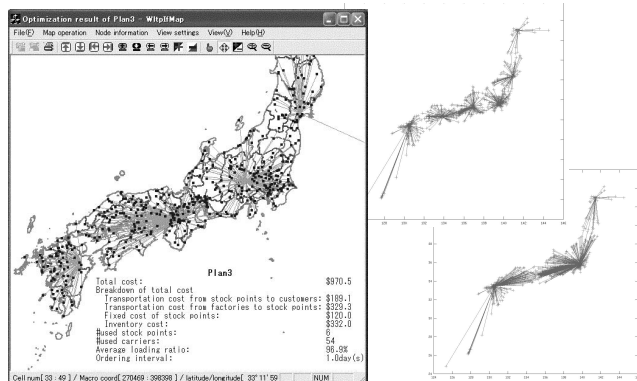 Optimization result of Plan3 - WltpIfMap
File(F) Map operation Node information View settings View(V) Help(H)
Plan3
Total cost: $970.5
Breakdown of total cost
Transportation cost from stock points to customers: $189.1
Transportation cost from factories to stock points: $329.3
Fixed cost of stock points: $120.0
Inventory cost: $332.0
#used stock points: 6
#used carriers: 54
Average loading ratio: 96.9%
Ordering interval: 1.0day(s)
Cell num[ 33 : 49 ] / Macro coord[ 270469 : 398398 ] / latitude/longitude[ 33°11'59 NUM